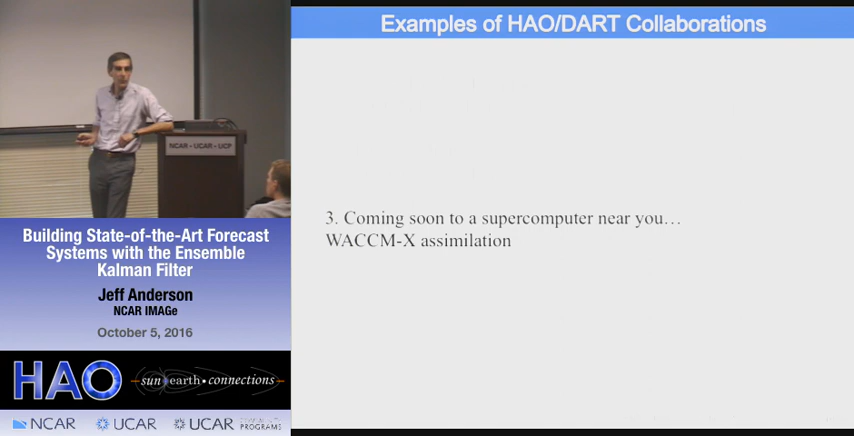 NCAR • UCAR • UCP
Building State-of-the-Art Forecast
Systems with the Ensemble
Kalman Filter
Jeff Anderson
NCAR IMAGe
October 5, 2016
HAO
sun earth • connections
NCAR
UCAR
UCAR
PROGRAMS
Examples of HAO/DART Collaborations
3. Coming soon to a supercomputer near you…
WACCM-X assimilation